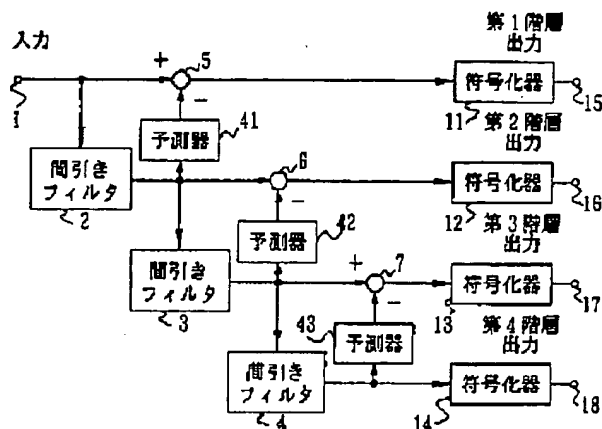 入力
1
+
5
−
予測器
41
第1階層
出力
符号化器
11
15
間引き
フィルタ
2
6
−
予測器
42
第2階層
出力
符号化器
12
16
間引き
フィルタ
3
+
7
−
予測器
43
第3階層
出力
符号化器
13
17
間引き
フィルタ
4
第4階層
出力
符号化器
14
18